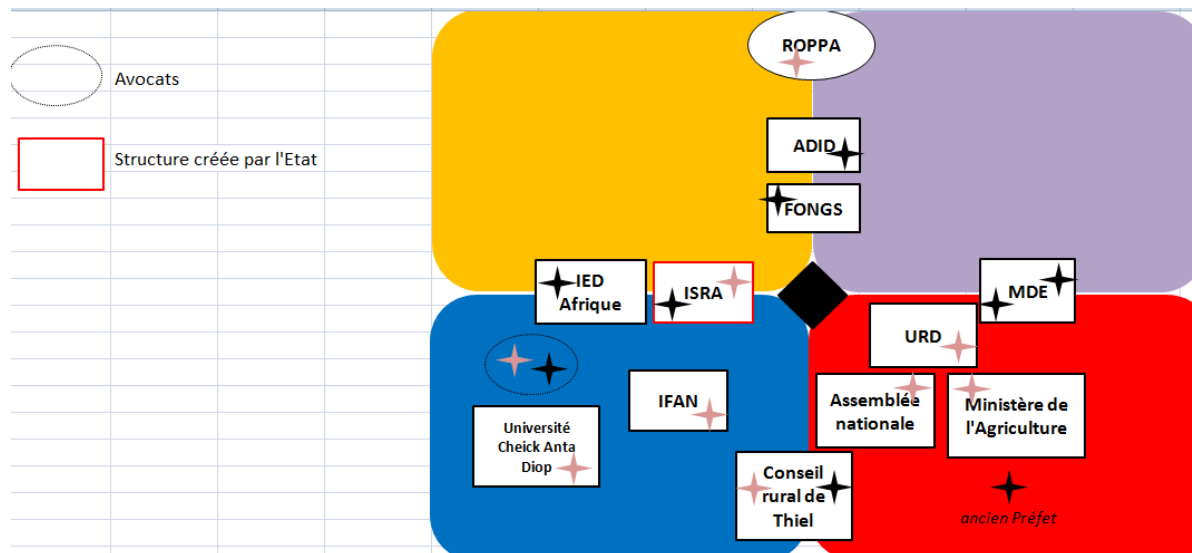 ROPPA
Avocats
ADID
Structure créée par l'Etat
FONGS
IED
Afrique
ISRA
MDE
URD
IFAN
Assemblée
nationale
Ministère de
l'Agriculture
Université
Cheick Anta
Diop
Conseil
rural de
Thiel
ancien Préfet